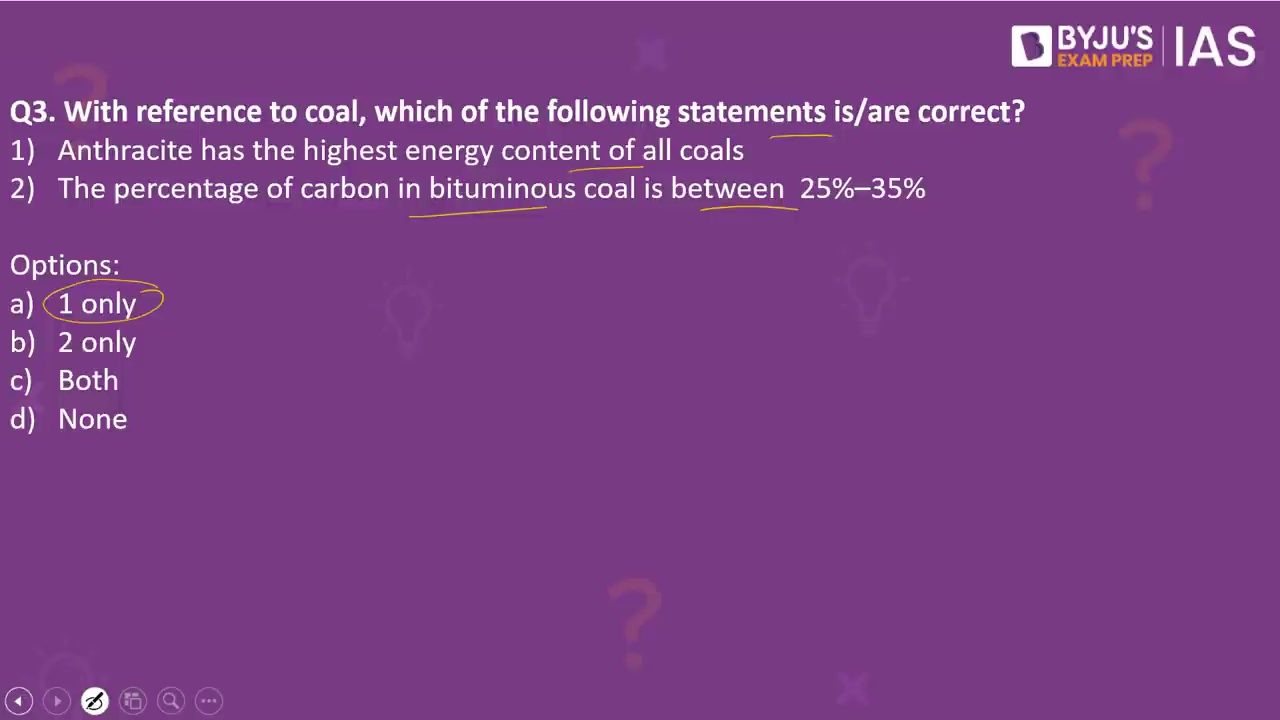 BYJU'S
EXAM PREP
IAS
Q3. With reference to coal, which of the following statements is/are correct?
1) Anthracite has the highest energy content of all coals
2) The percentage of carbon in bituminous coal is between 25%–35%
Options:
a) 1 only
b) 2 only
c) Both
d) None